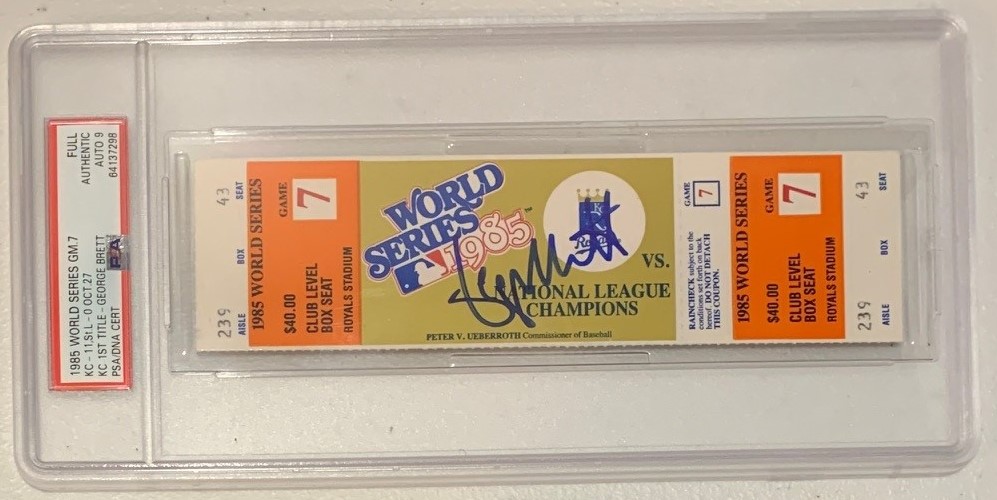 1985 WORLD SERIES GM.7
FULL
KC - 11,St:L - 0 OCT.27
AUTHENTIC
KC 1ST TITLE-GEORGE BRETT
AUTO 9
PSA/DNA CERT
64137298
PSA
239
43
AISLE
BOX
SEAT
1985 WORLD SERIES
GAME
7
$40.00
CLUB LEVEL
BOX SEAT
ROYALS STADIUM
WORLD
SERIES
1985
Royals
VS.
NATIONAL LEAGUE
CHAMPIONS
PETER V. UEBERROTH Commissioner of Baseball
GAME
7
RAINCHECK subject to the
conditions set forth on back
hereof. DO NOT DETACH
THIS COUPON.
1985 WORLD SERIES
GAME
7
$40.00
CLUB LEVEL
BOX SEAT
ROYALS STADIUM
239
43
AISLE
BOX
SEAT